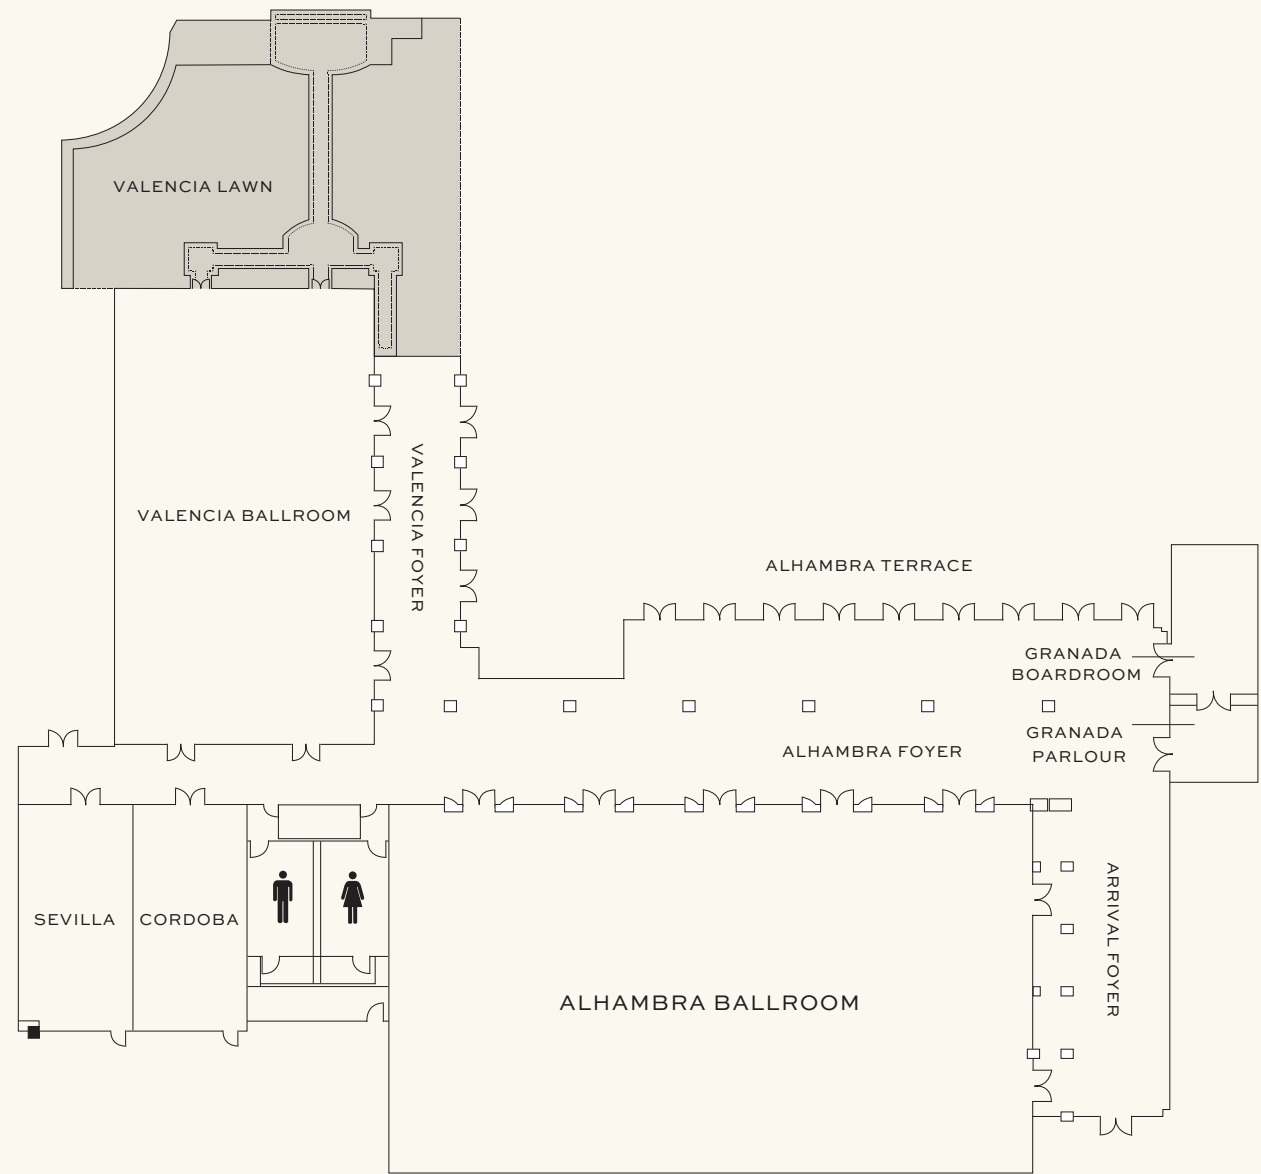 VALENCIA LAWN
VALENCIA BALLROOM
VALENCIA FOYER
ALHAMBRA TERRACE
GRANADA
BOARDROOM
GRANADA
PARLOUR
ALHAMBRA FOYER
SEVILLA
CORDOBA
ARRIVAL FOYER
ALHAMBRA BALLROOM